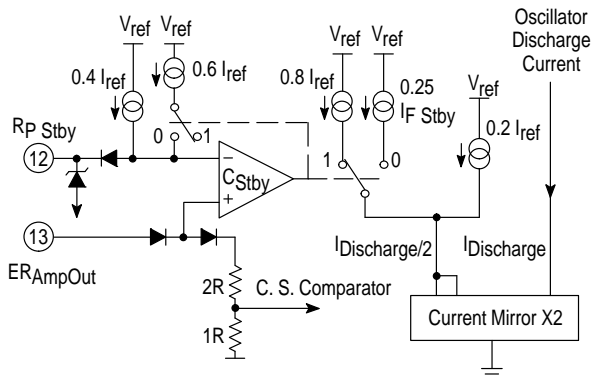 Vref
Vref
0.4 Iref
0.6 Iref
RP Stby
0
1
12
–
CStby
+
13
ERAmpOut
2R
1R
C. S. Comparator
Vref
Vref
0.8 Iref
0.25
IF Stby
1
0
Vref
0.2 Iref
Oscillator
Discharge
Current
IDischarge/2
IDischarge
Current Mirror X2